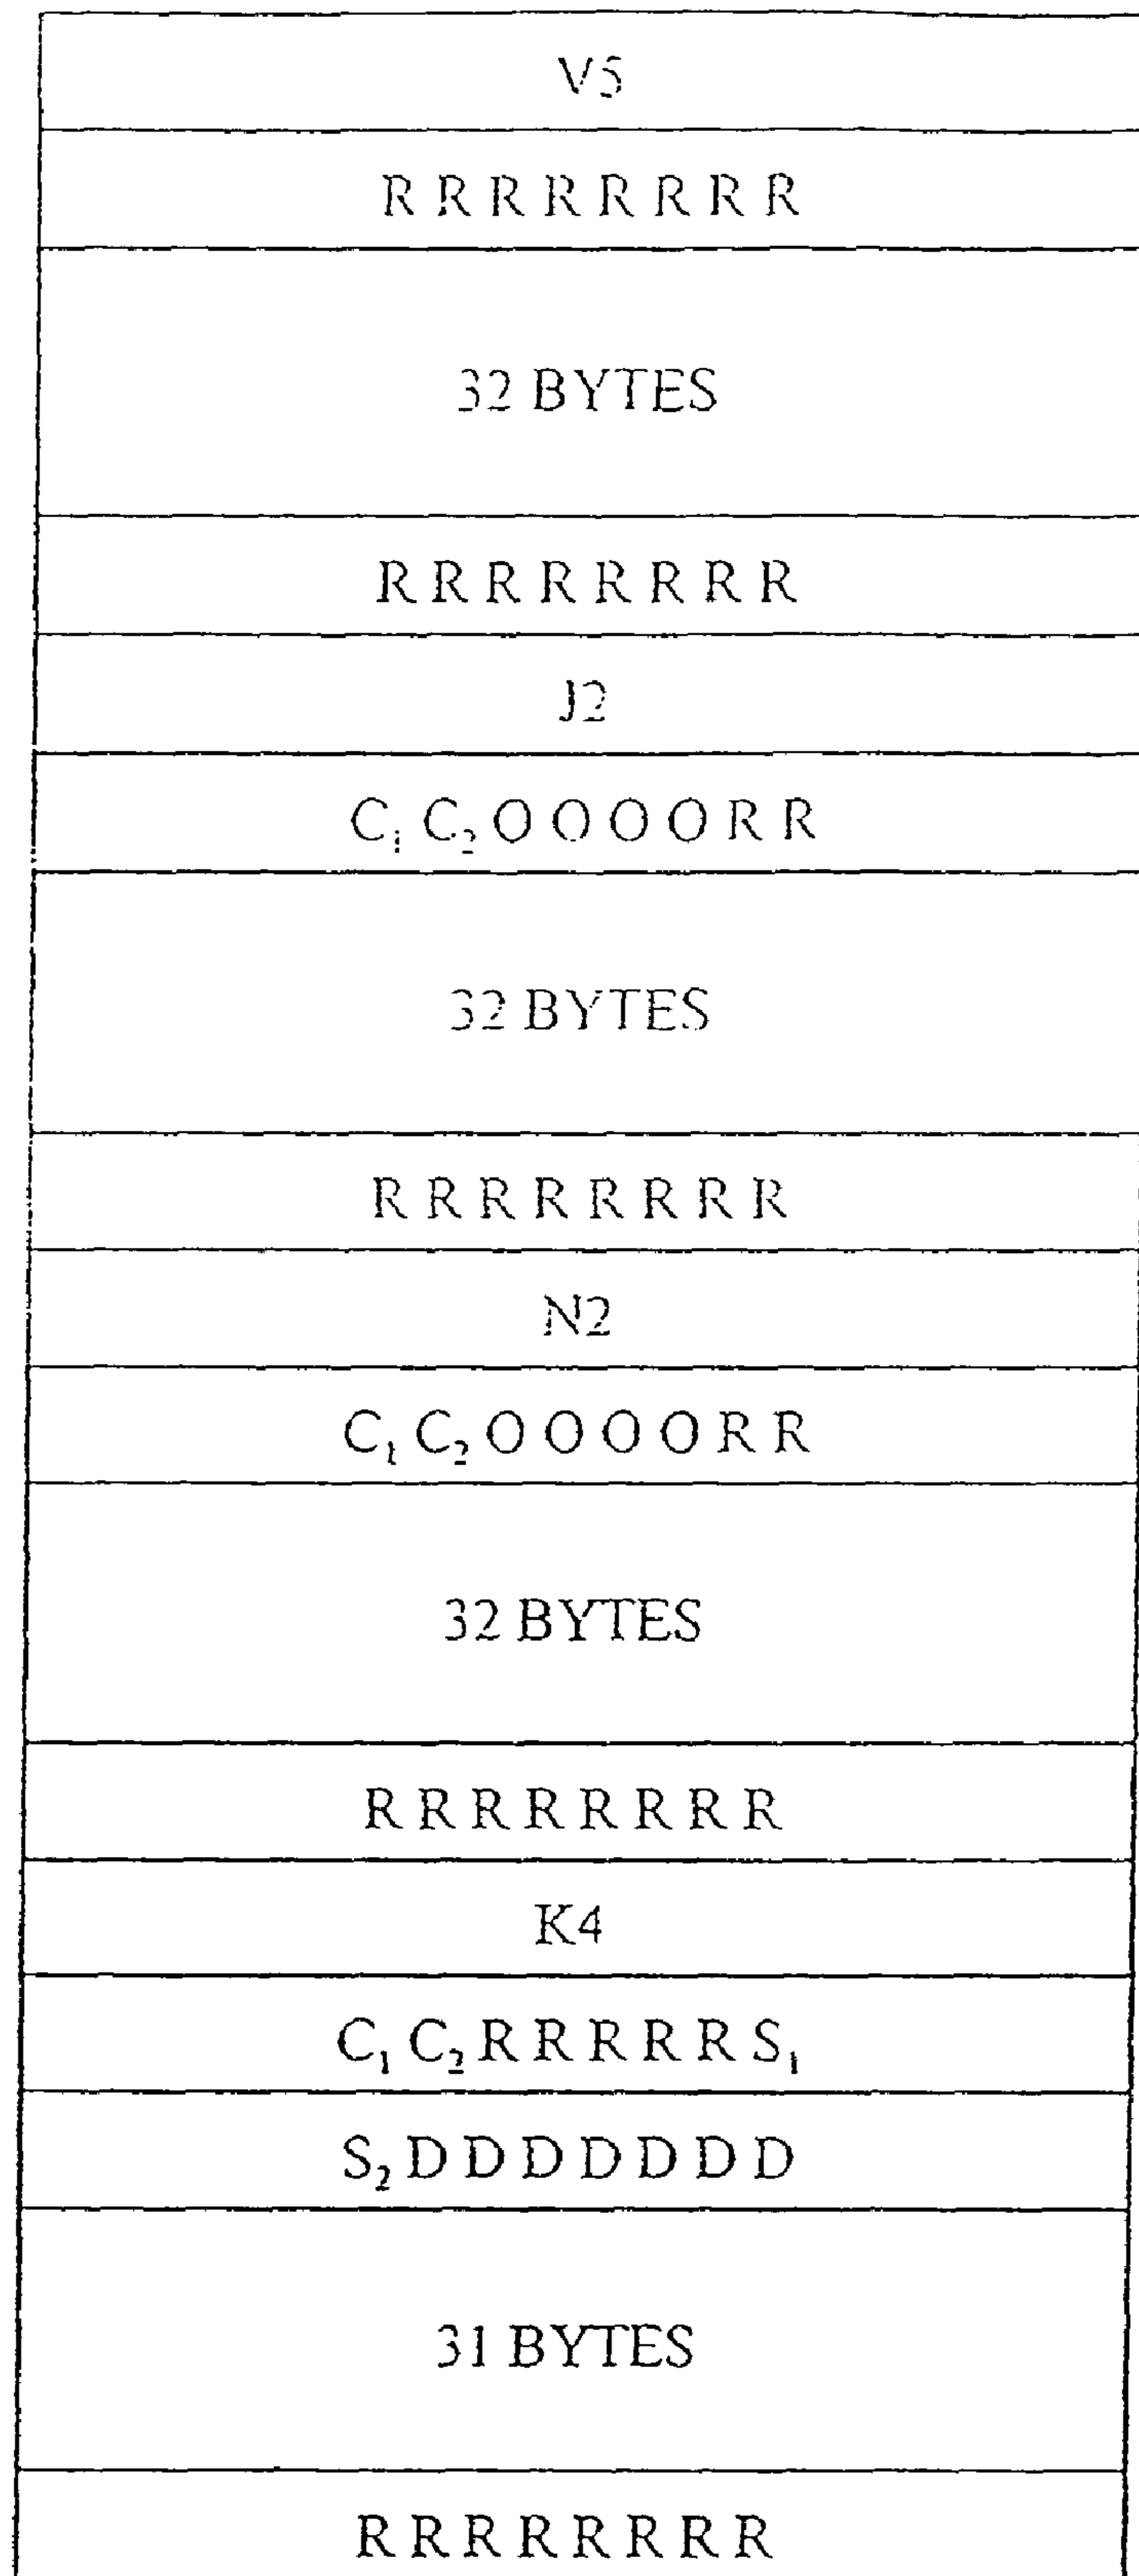 V5
R R R R R R R R
32 BYTES
R R R R R R R R
J2
C₁ C₂ O O O O R R
32 BYTES
R R R R R R R R
N2
C₁ C₂ O O O O R R
32 BYTES
R R R R R R R R
K4
C₁ C₂ R R R R R S₁
S₂ D D D D D D D
31 BYTES
R R R R R R R R